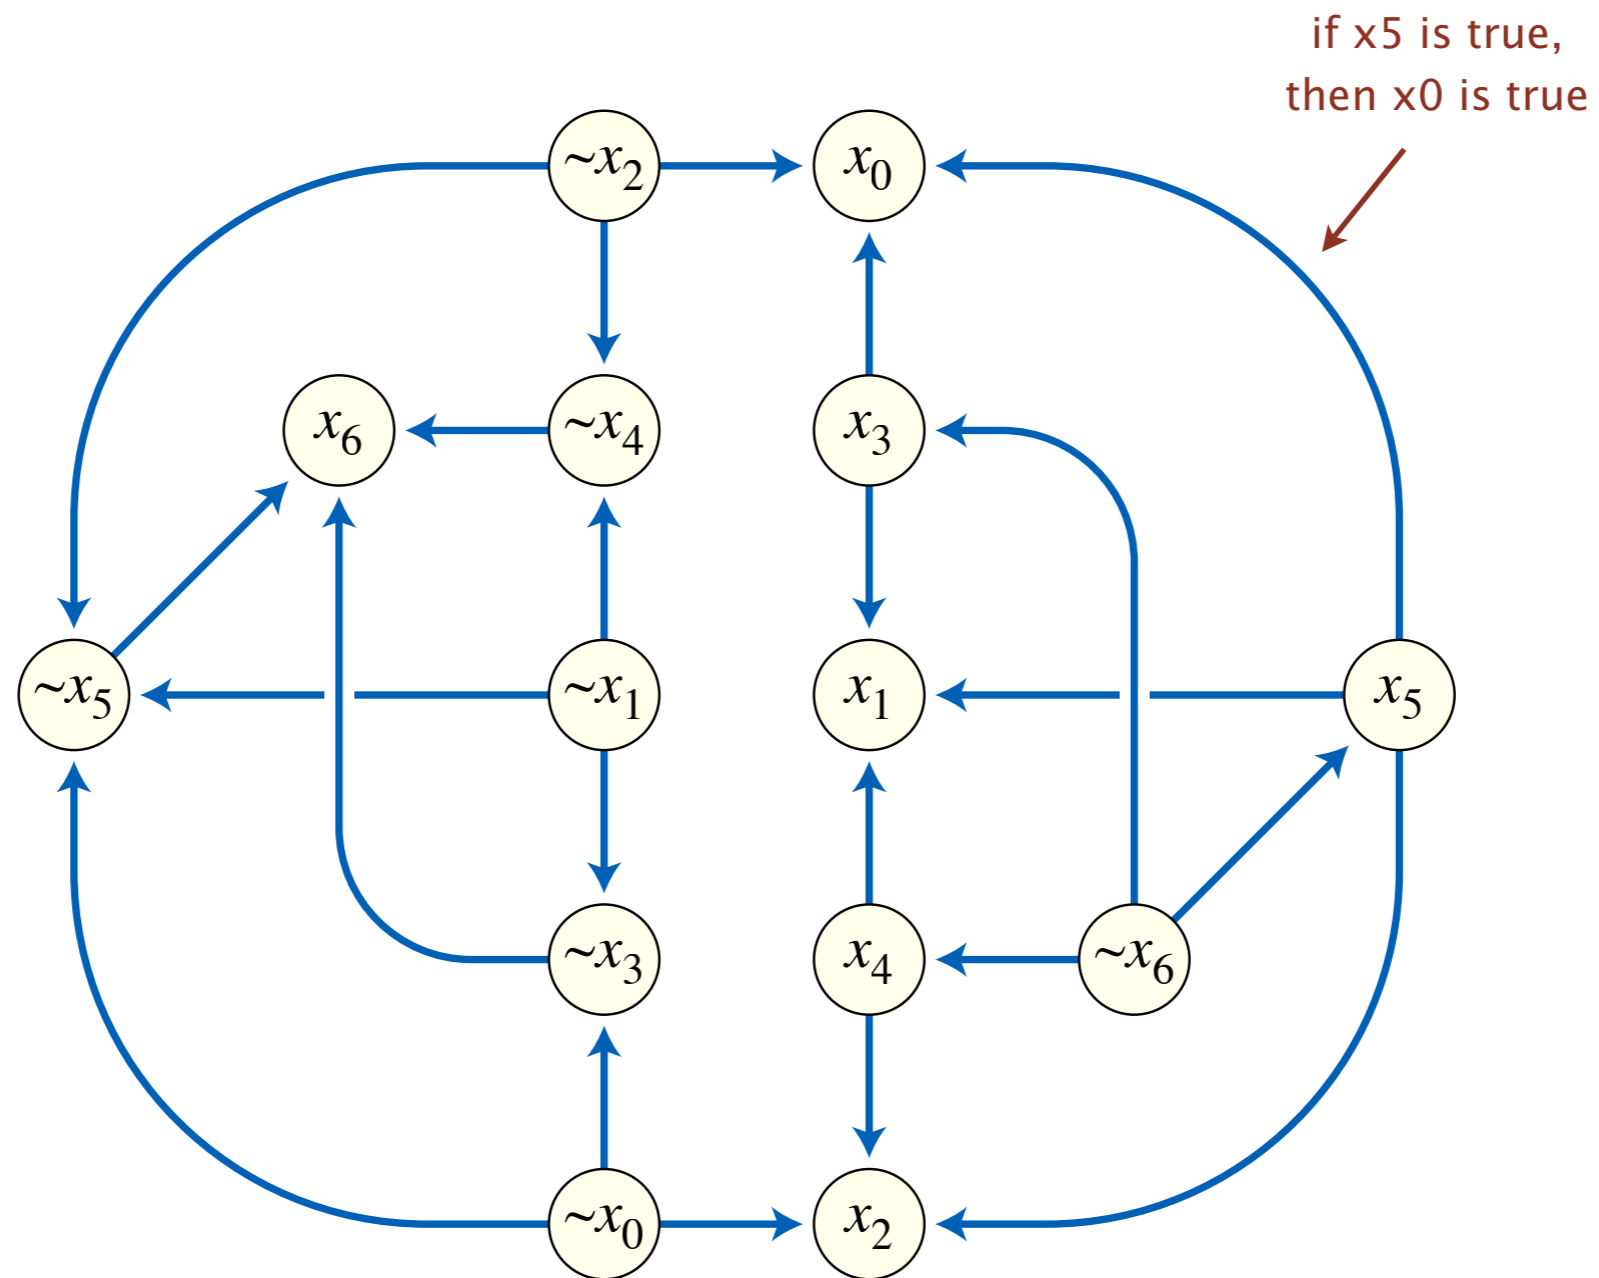 if x5 is true,
then x0 is true
~x2
x0
x6
~x4
x3
~x5
~x1
x1
x5
~x3
x4
~x6
~x0
x2